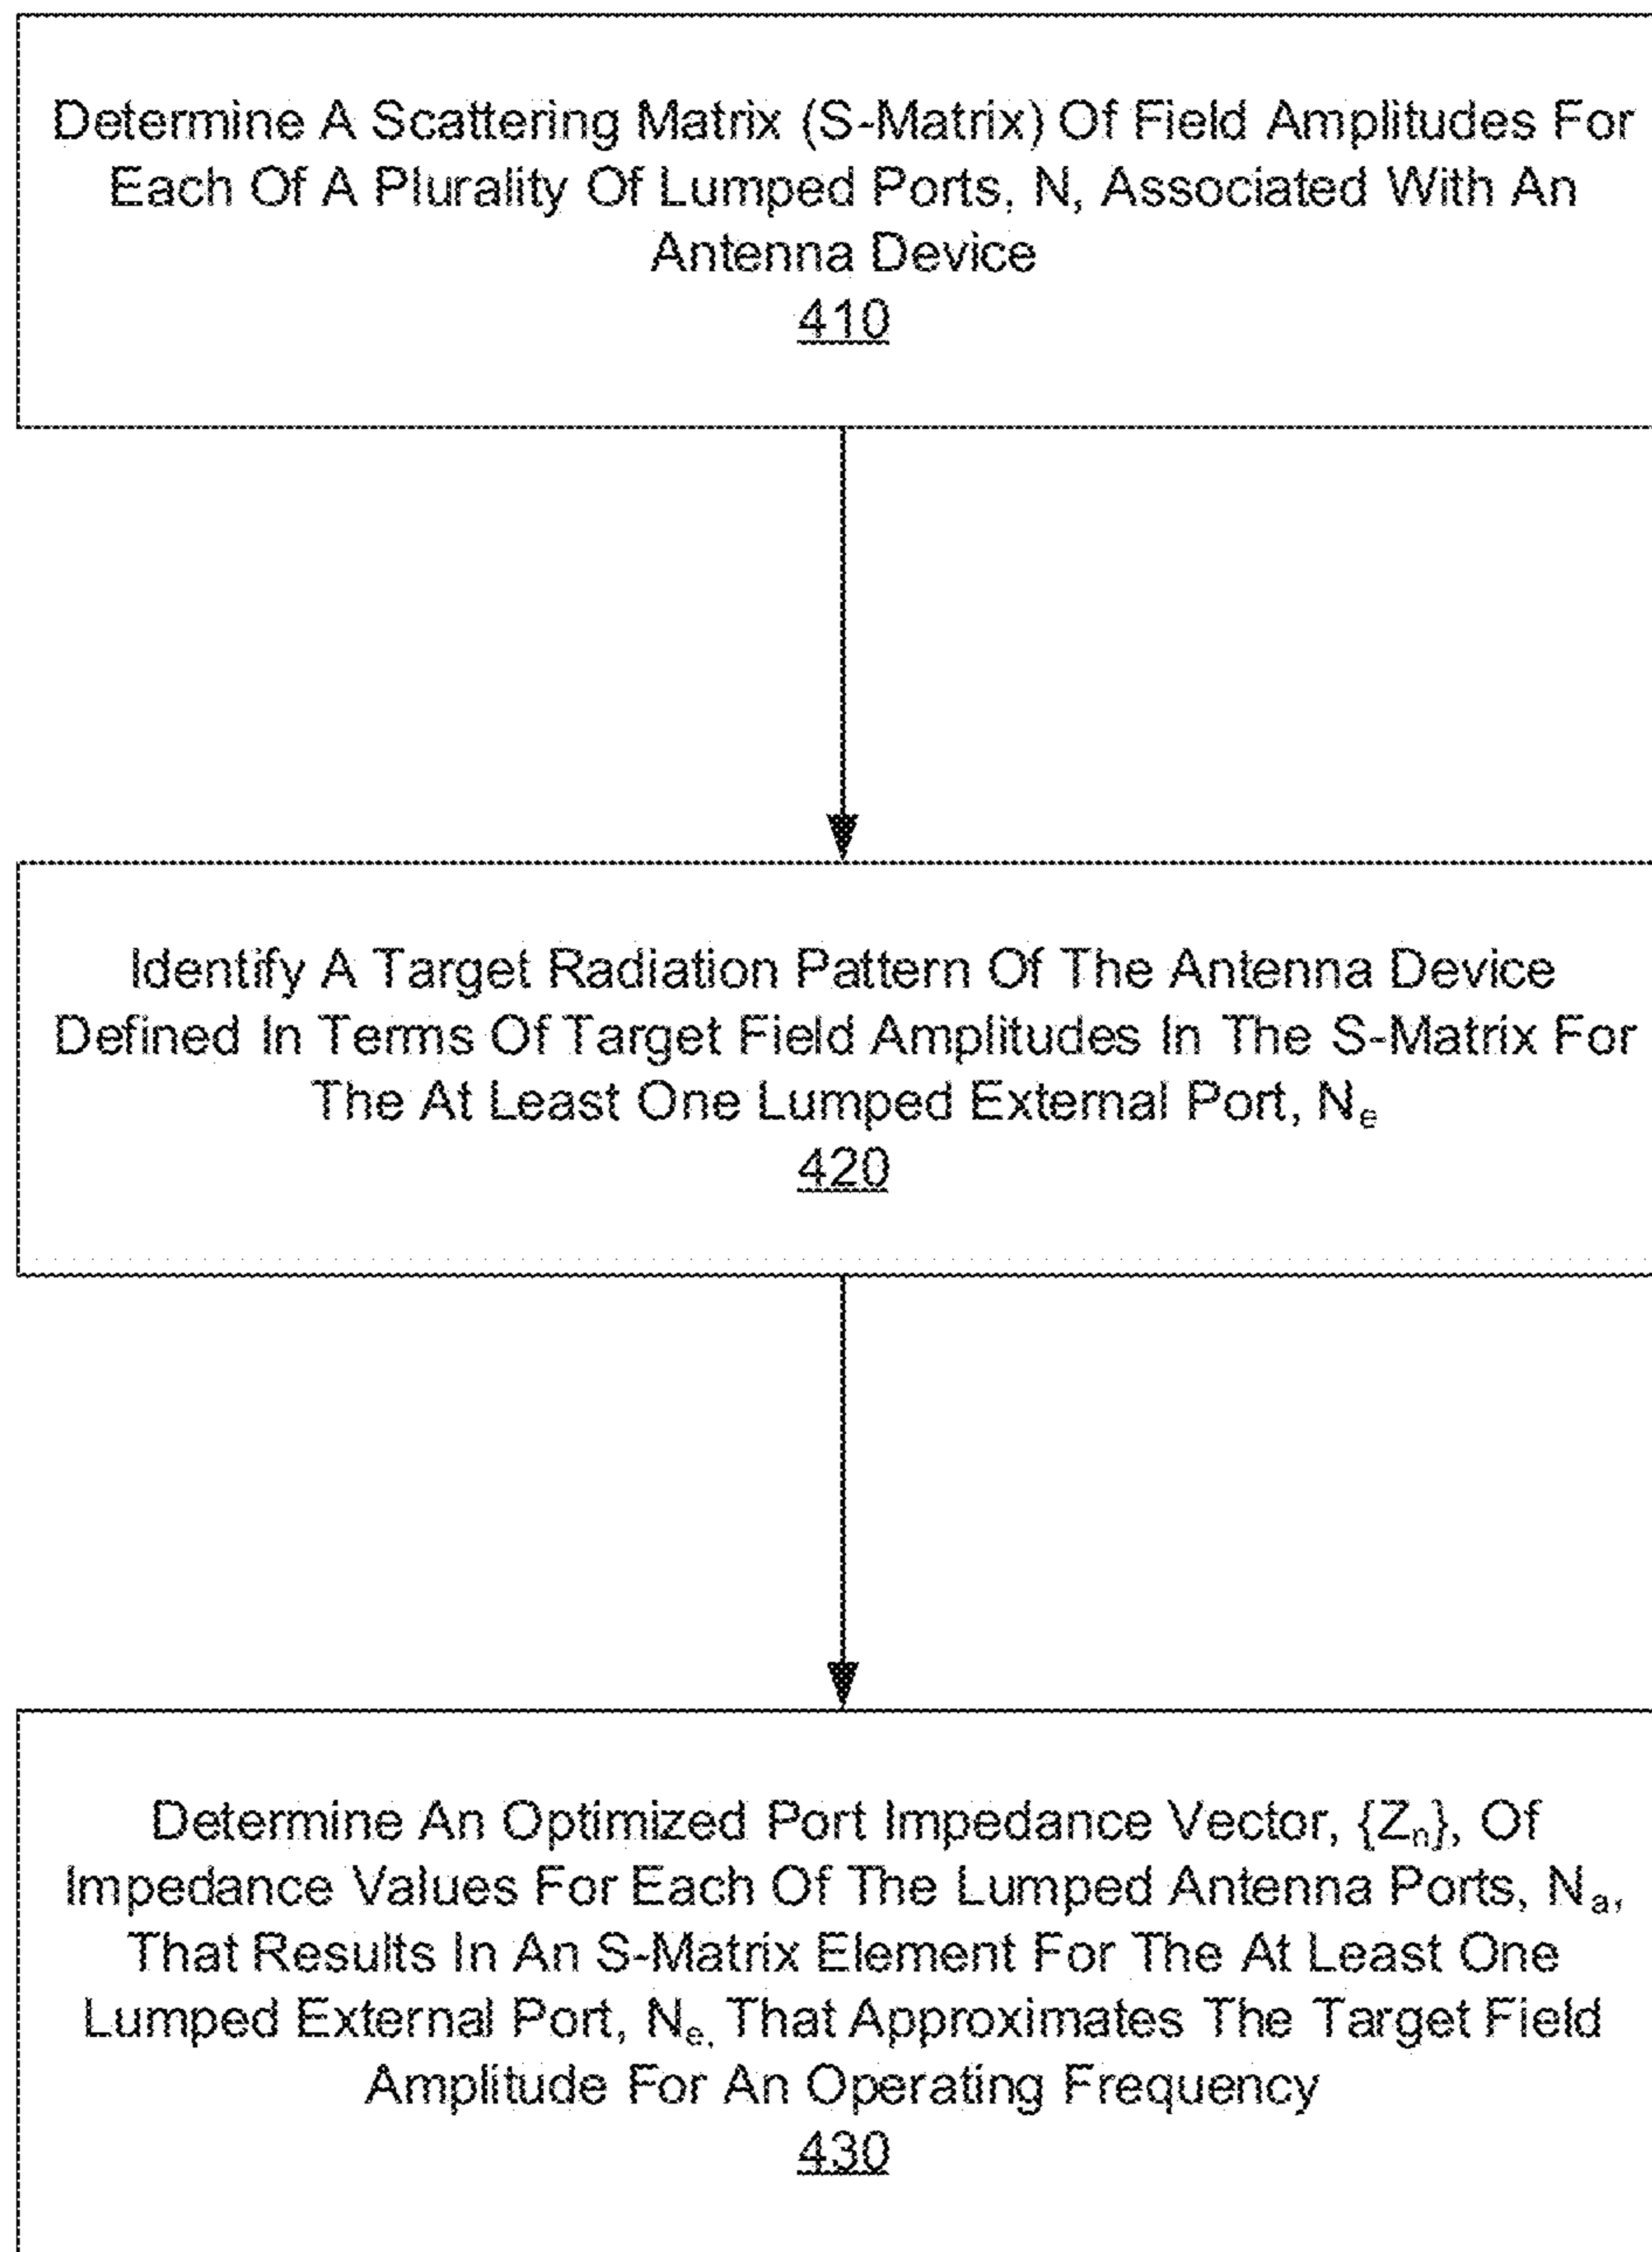 Determine A Scattering Matrix (S-Matrix) Of Field Amplitudes For
Each Of A Plurality Of Lumped Ports, N, Associated With An
Antenna Device
410
Identify A Target Radiation Pattern Of The Antenna Device
Defined In Terms Of Target Field Amplitudes In The S-Matrix For
The At Least One Lumped External Port, Nₑ
420
Determine An Optimized Port Impedance Vector, {Zₙ}, Of
Impedance Values For Each Of The Lumped Antenna Ports, Nₐ,
That Results In An S-Matrix Element For The At Least One
Lumped External Port, Nₑ, That Approximates The Target Field
Amplitude For An Operating Frequency
430